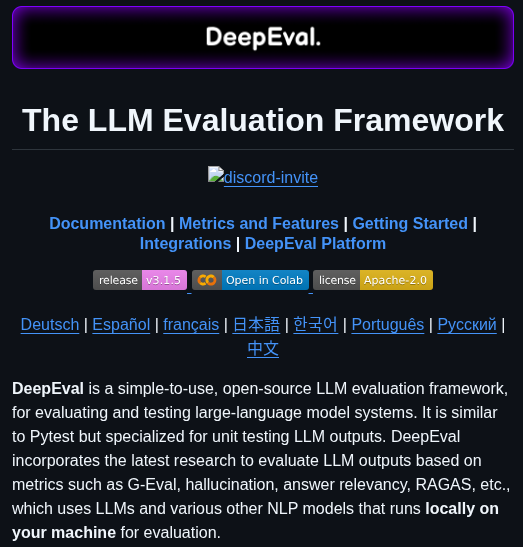 DeepEval.
The LLM Evaluation Framework
discord-invite
Documentation | Metrics and Features | Getting Started |
Integrations | DeepEval Platform
release v3.1.5 Open in Colab license Apache-2.0
Deutsch | Español | français | 日本語 | 한국어 | Português | Русский |
中文
DeepEval is a simple-to-use, open-source LLM evaluation framework,
for evaluating and testing large-language model systems. It is similar
to Pytest but specialized for unit testing LLM outputs. DeepEval
incorporates the latest research to evaluate LLM outputs based on
metrics such as G-Eval, hallucination, answer relevancy, RAGAS, etc.,
which uses LLMs and various other NLP models that runs locally on
your machine for evaluation.